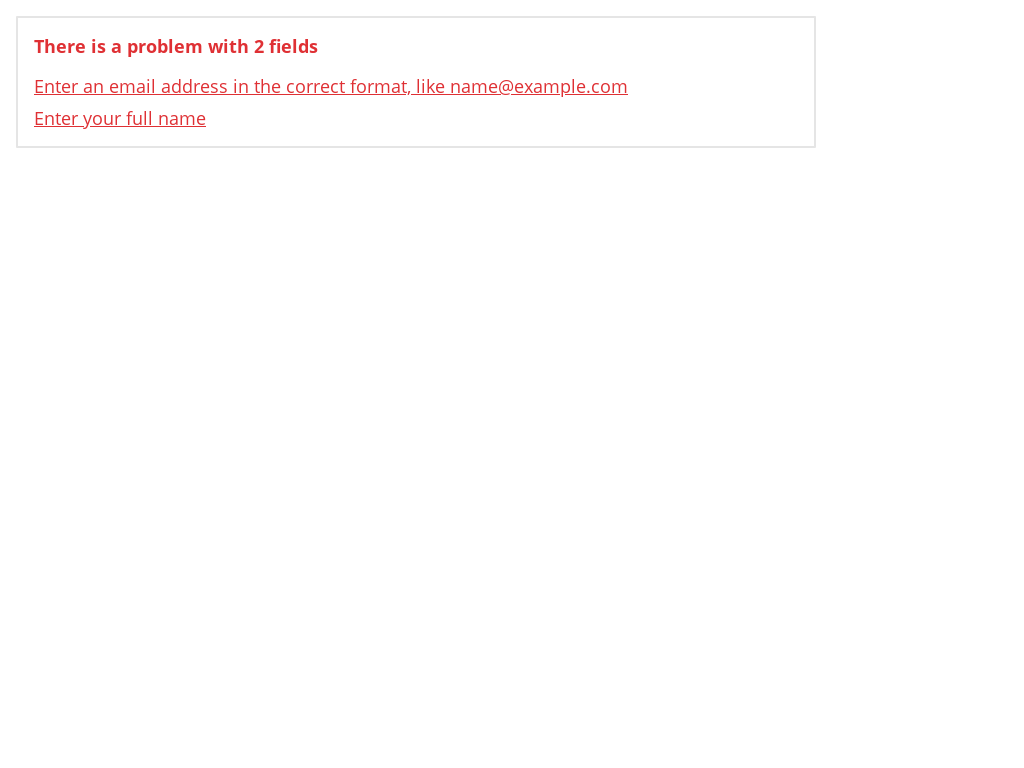 There is a problem with 2 fields
Enter an email address in the correct format, like name@example.com
Enter your full name